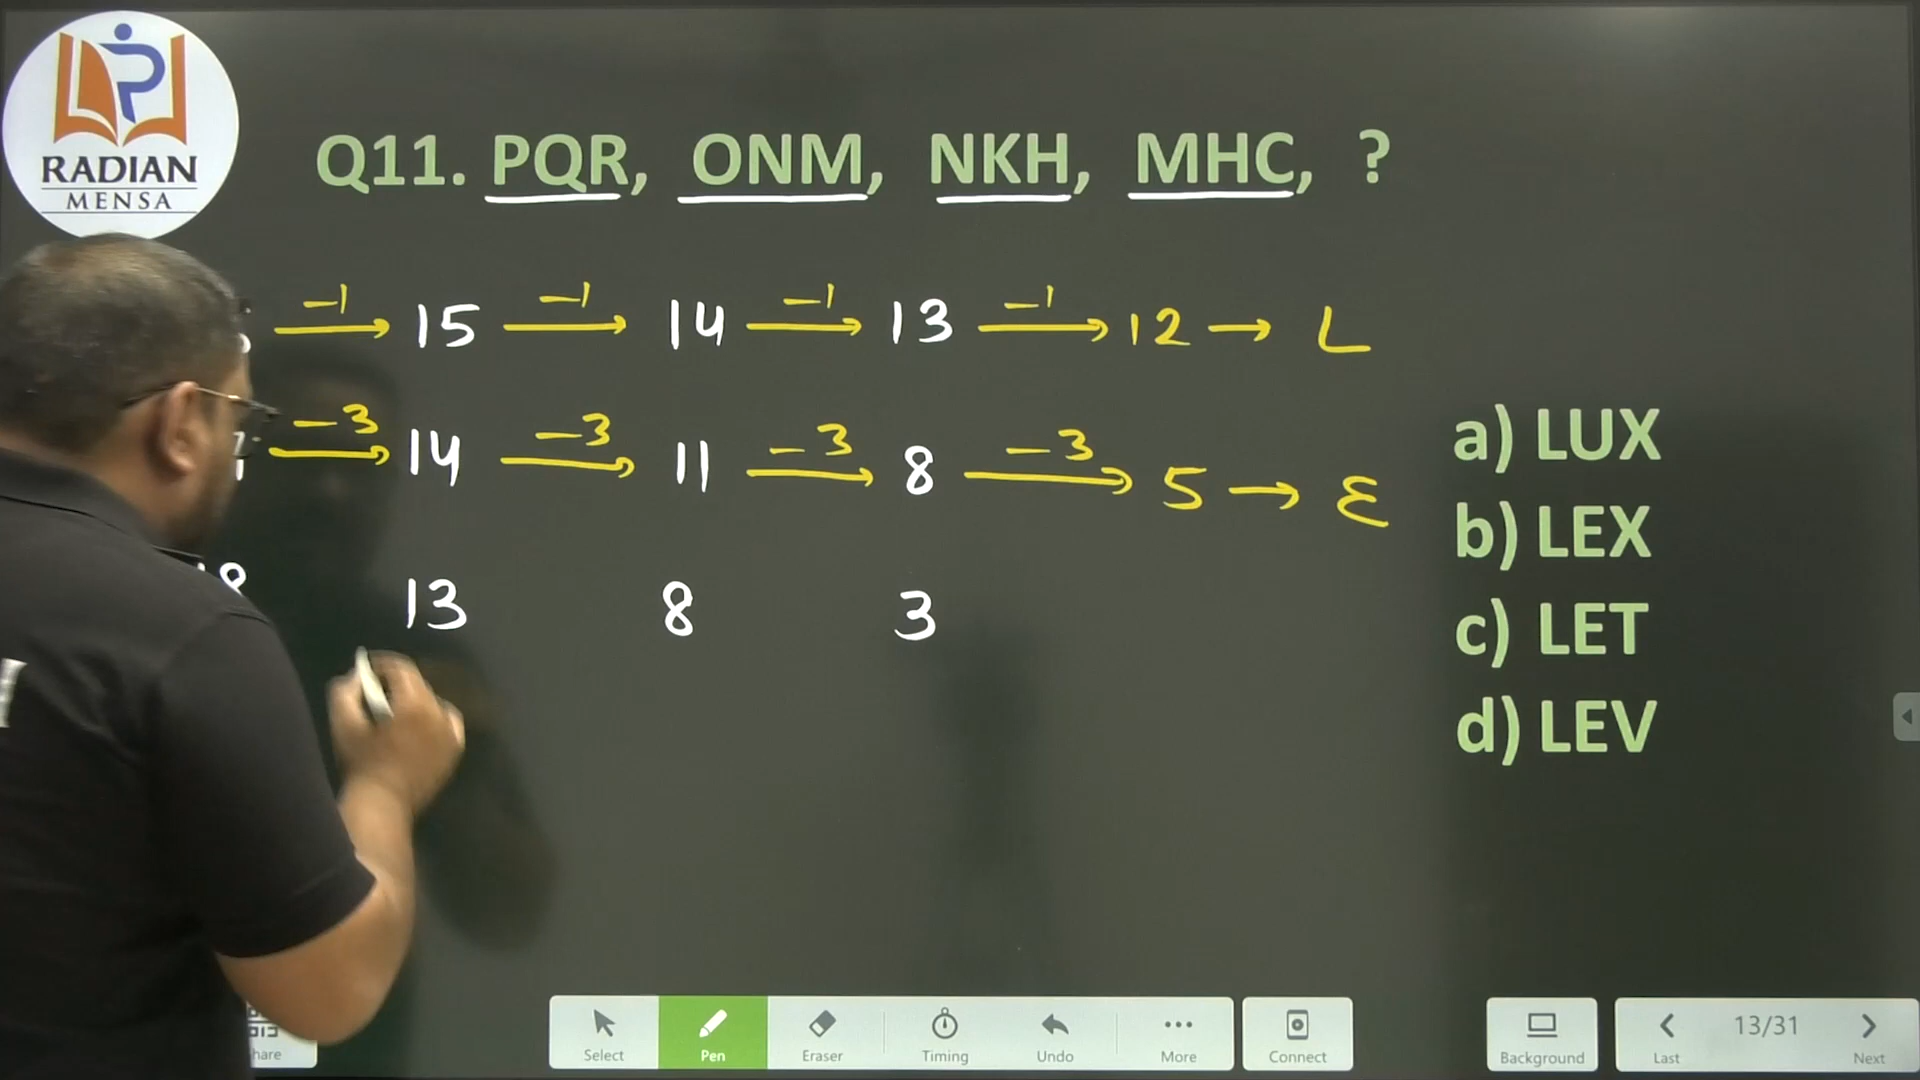 RADIAN
MENSA
Q11. PQR, ONM, NKH, MHC, ?
-1 -1 -1 -1
15 14 13 12 → L
-3 -3 -3 -3
14 11 8 5 → E
18 13 8 3
a) LUX
b) LEX
c) LET
d) LEV
Select Pen Eraser Timing Undo More Connect Background Last 13/31 Next